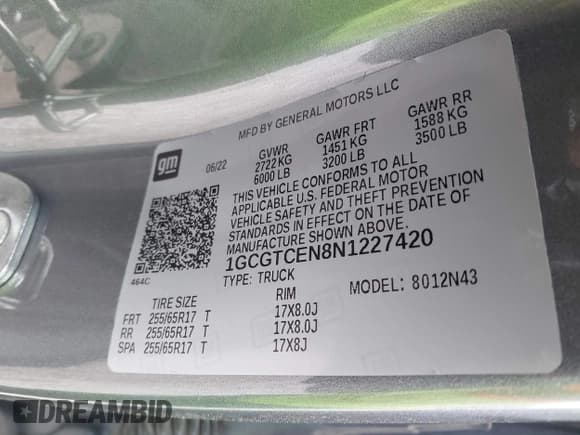 MFD BY GENERAL MOTORS LLC
gm
06/22
GVWR
2722 KG
6000 LB
GAWR FRT
1451 KG
3200 LB
GAWR RR
1588 KG
3500 LB
THIS VEHICLE CONFORMS TO ALL
APPLICABLE U.S. FEDERAL MOTOR
VEHICLE SAFETY AND THEFT PREVENTION
STANDARDS IN EFFECT ON THE DATE OF
MANUFACTURE SHOWN ABOVE.
1GCGTCEN8N1227420
464C
TYPE: TRUCK
MODEL: 8012N43
TIRE SIZE RIM
FRT 255/65R17 T 17X8.0J
RR 255/65R17 T 17X8.0J
SPA 255/65R17 T 17X8J
DREAMBID